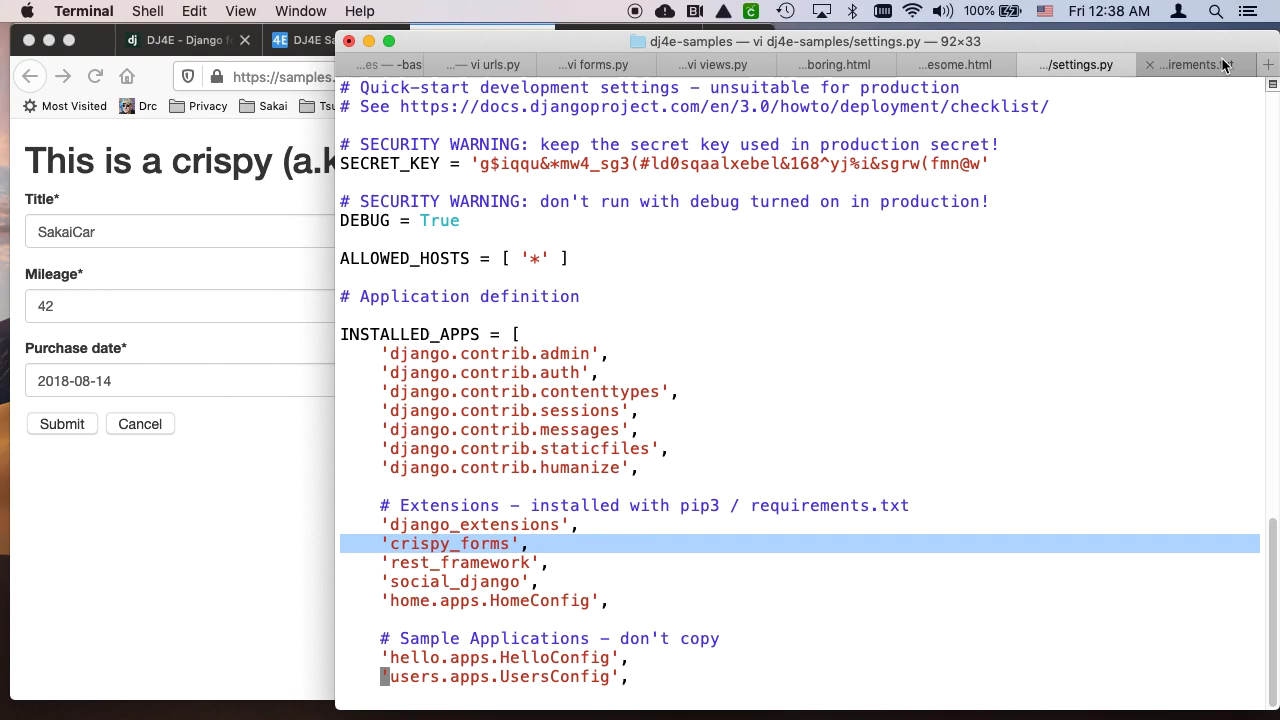 Terminal Shell Edit View Window Help 100% Fri 12:38 AM
DJ4E - Django fo
4E DJ4E Sa
dj4e-samples — vi dj4e-samples/settings.py — 92×33
...es — -bas ...— vi urls.py ...vi forms.py ...vi views.py ...boring.html ...esome.html .../settings.py ...irements.txt
https://samples.
Most Visited Drc Privacy Sakai Tsu
This is a crispy (a.k
Title*
SakaiCar
Mileage*
42
Purchase date*
2018-08-14
Submit Cancel
# Quick-start development settings - unsuitable for production
# See https://docs.djangoproject.com/en/3.0/howto/deployment/checklist/
# SECURITY WARNING: keep the secret key used in production secret!
SECRET_KEY = 'g$iqqu&*mw4_sg3(#ld0sqaalxebel&168^yj%i&sgrw(fmn@w'
# SECURITY WARNING: don't run with debug turned on in production!
DEBUG = True
ALLOWED_HOSTS = [ '*' ]
# Application definition
INSTALLED_APPS = [
'django.contrib.admin',
'django.contrib.auth',
'django.contrib.contenttypes',
'django.contrib.sessions',
'django.contrib.messages',
'django.contrib.staticfiles',
'django.contrib.humanize',
# Extensions - installed with pip3 / requirements.txt
'django_extensions',
'crispy_forms',
'rest_framework',
'social_django',
'home.apps.HomeConfig',
# Sample Applications - don't copy
'hello.apps.HelloConfig',
'users.apps.UsersConfig',